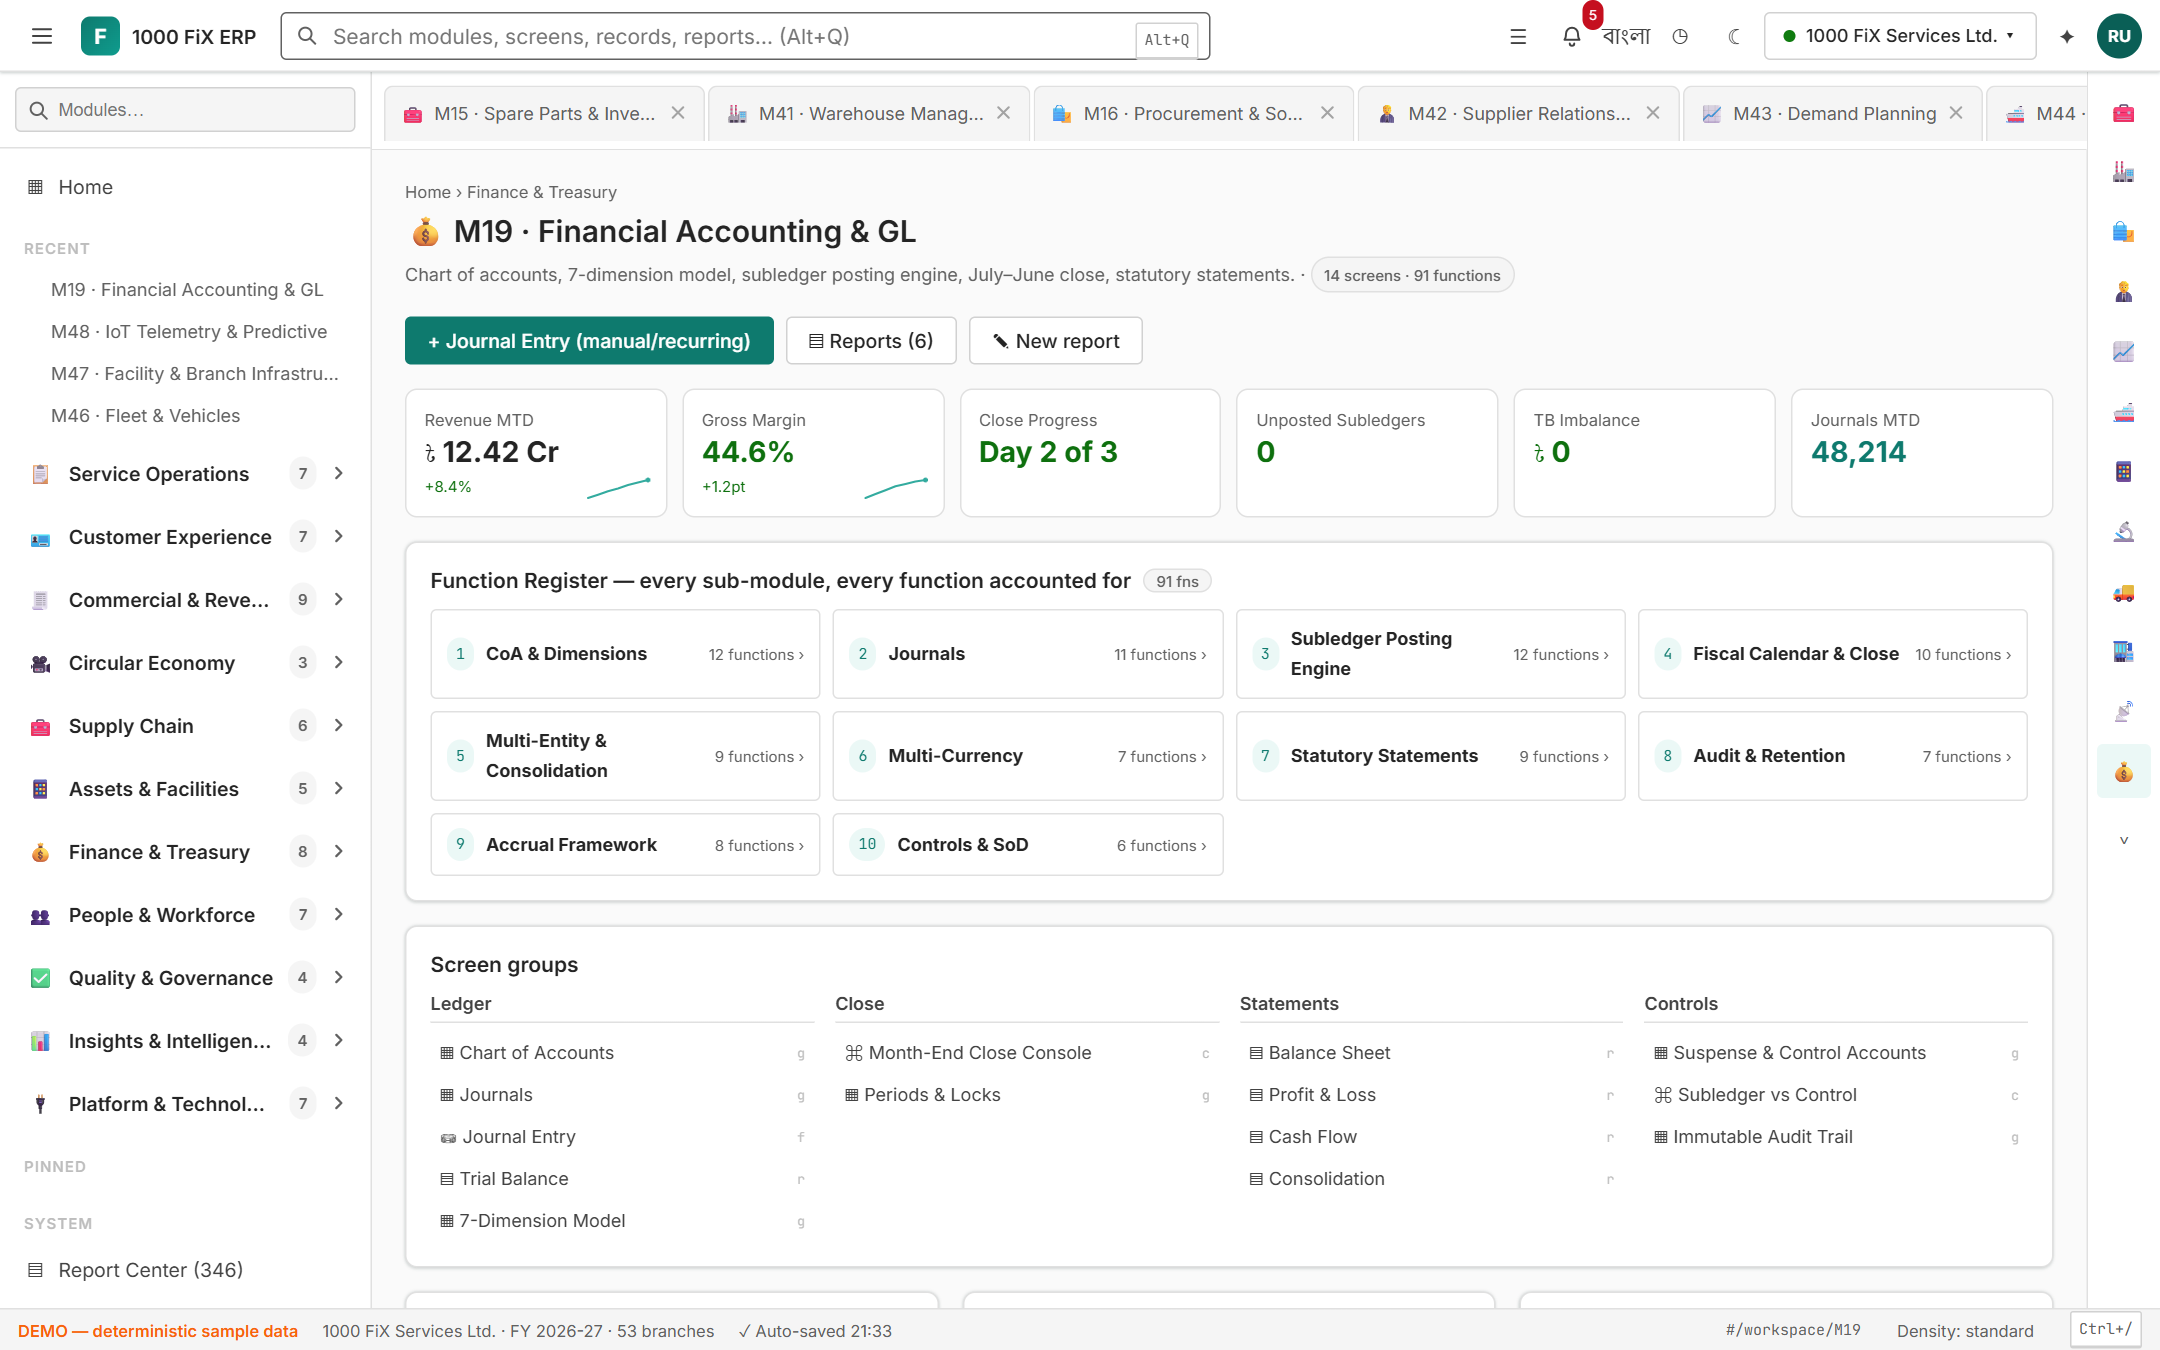 F 1000 FiX ERP
Search modules, screens, records, reports... (Alt+Q) Alt+Q
5
বাংলা
1000 FiX Services Ltd.
RU
Modules...
Home
RECENT
M19 · Financial Accounting & GL
M48 · IoT Telemetry & Predictive
M47 · Facility & Branch Infrastru...
M46 · Fleet & Vehicles
Service Operations 7
Customer Experience 7
Commercial & Reve... 9
Circular Economy 3
Supply Chain 6
Assets & Facilities 5
Finance & Treasury 8
People & Workforce 7
Quality & Governance 4
Insights & Intelligen... 4
Platform & Technol... 7
PINNED
SYSTEM
Report Center (346)
M15 · Spare Parts & Inve...
M41 · Warehouse Manag...
M16 · Procurement & So...
M42 · Supplier Relations...
M43 · Demand Planning
M44 ·
Home › Finance & Treasury
M19 · Financial Accounting & GL
Chart of accounts, 7-dimension model, subledger posting engine, July–June close, statutory statements. · 14 screens · 91 functions
+ Journal Entry (manual/recurring)
Reports (6)
New report
Revenue MTD
৳ 12.42 Cr
+8.4%
Gross Margin
44.6%
+1.2pt
Close Progress
Day 2 of 3
Unposted Subledgers
0
TB Imbalance
৳ 0
Journals MTD
48,214
Function Register — every sub-module, every function accounted for 91 fns
1 CoA & Dimensions 12 functions ›
2 Journals 11 functions ›
3 Subledger Posting Engine 12 functions ›
4 Fiscal Calendar & Close 10 functions ›
5 Multi-Entity & Consolidation 9 functions ›
6 Multi-Currency 7 functions ›
7 Statutory Statements 9 functions ›
8 Audit & Retention 7 functions ›
9 Accrual Framework 8 functions ›
10 Controls & SoD 6 functions ›
Screen groups
Ledger
Chart of Accounts g
Journals g
Journal Entry f
Trial Balance r
7-Dimension Model g
Close
Month-End Close Console c
Periods & Locks g
Statements
Balance Sheet r
Profit & Loss r
Cash Flow r
Consolidation r
Controls
Suspense & Control Accounts g
Subledger vs Control c
Immutable Audit Trail g
DEMO — deterministic sample data
1000 FiX Services Ltd. · FY 2026-27 · 53 branches
✓ Auto-saved 21:33
#/workspace/M19
Density: standard
Ctrl+/